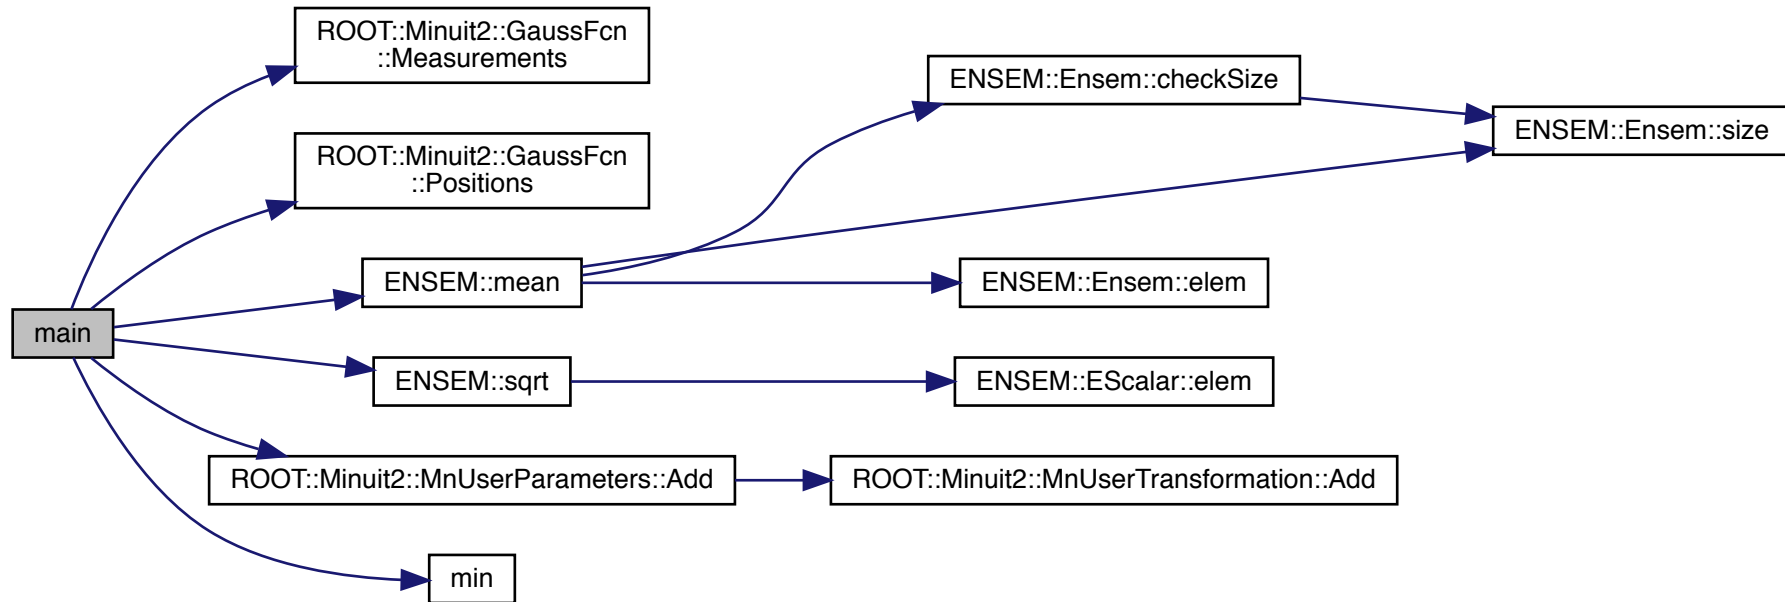 ROOT::Minuit2::GaussFcn
::Measurements
ENSEM::Ensem::checkSize
ENSEM::Ensem::size
ROOT::Minuit2::GaussFcn
::Positions
ENSEM::mean
ENSEM::Ensem::elem
main
ENSEM::sqrt
ENSEM::EScalar::elem
ROOT::Minuit2::MnUserParameters::Add
ROOT::Minuit2::MnUserTransformation::Add
min